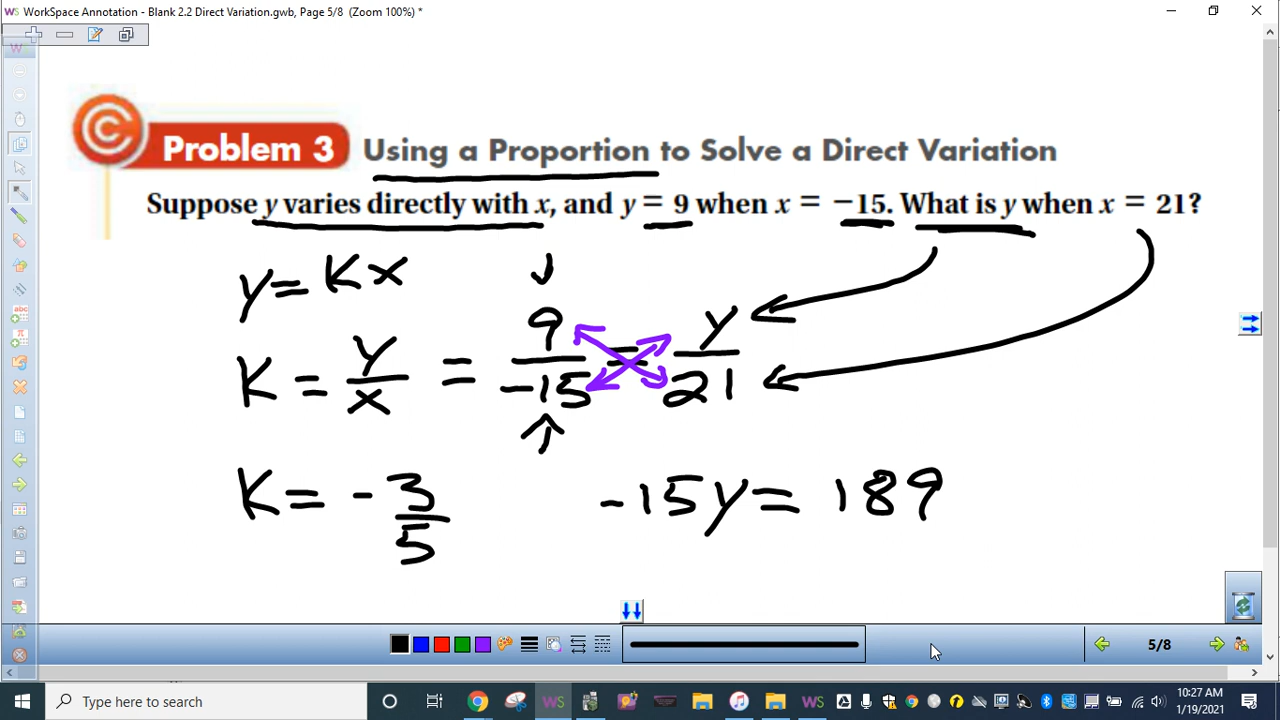 WorkSpace Annotation - Blank 2.2 Direct Variation.gwb, Page 5/8 (Zoom 100%) *
Problem 3 Using a Proportion to Solve a Direct Variation
Suppose y varies directly with x, and y = 9 when x = −15. What is y when x = 21?
y = Kx
K = y/x = 9/-15 = y/21
K = -3/5
-15y = 189
5/8
Type here to search
10:27 AM
1/19/2021